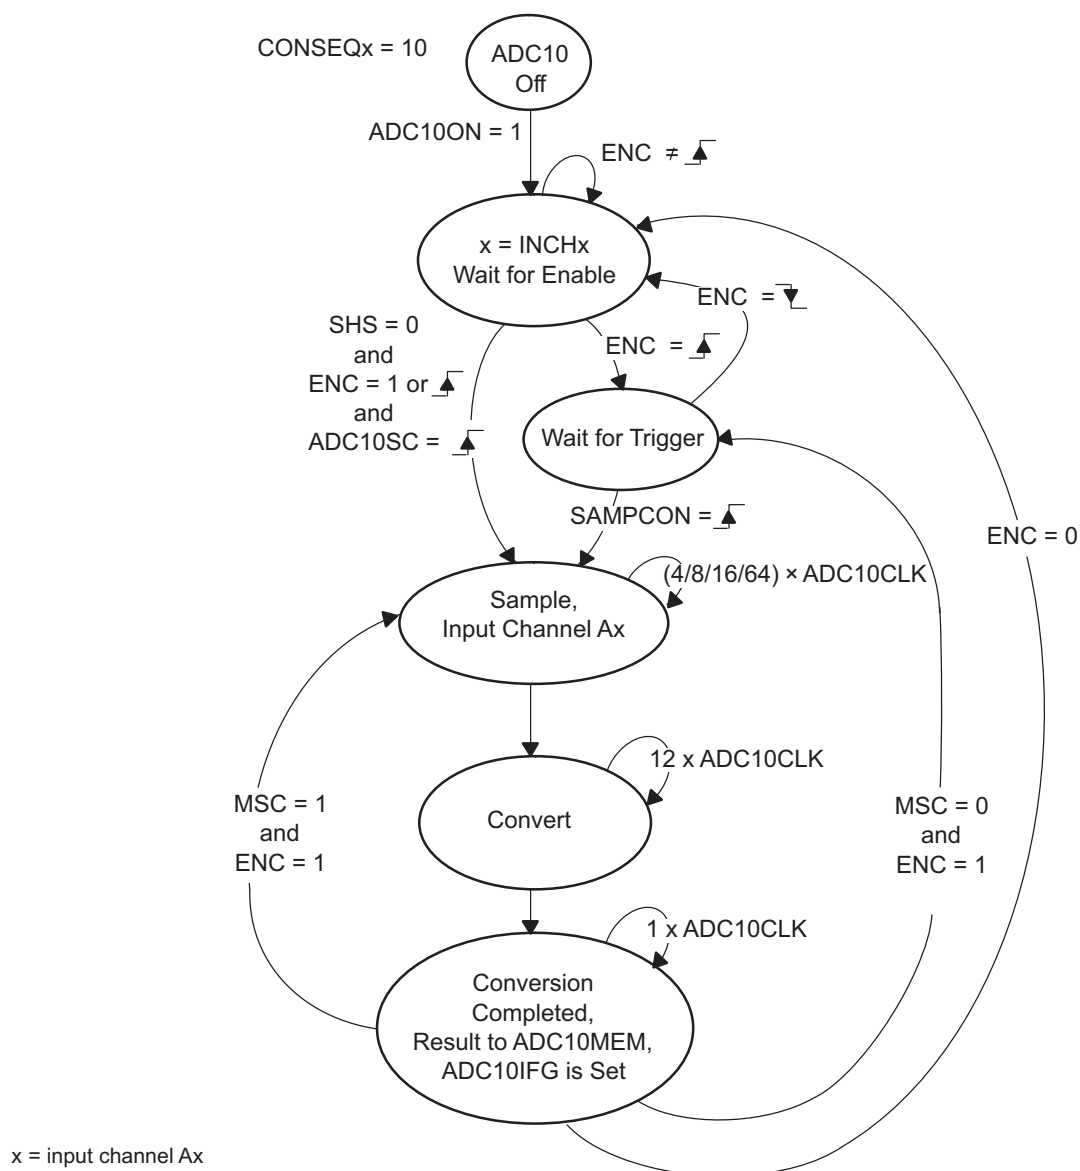 CONSEQx = 10
ADC10
Off
ADC10ON = 1
ENC ≠
x = INCHx
Wait for Enable
ENC =
SHS = 0
and
ENC = 1 or
and
ADC10SC =
ENC =
Wait for Trigger
SAMPCON =
ENC = 0
(4/8/16/64) × ADC10CLK
Sample,
Input Channel Ax
12 x ADC10CLK
Convert
MSC = 1
and
ENC = 1
MSC = 0
and
ENC = 1
1 x ADC10CLK
Conversion
Completed,
Result to ADC10MEM,
ADC10IFG is Set
x = input channel Ax